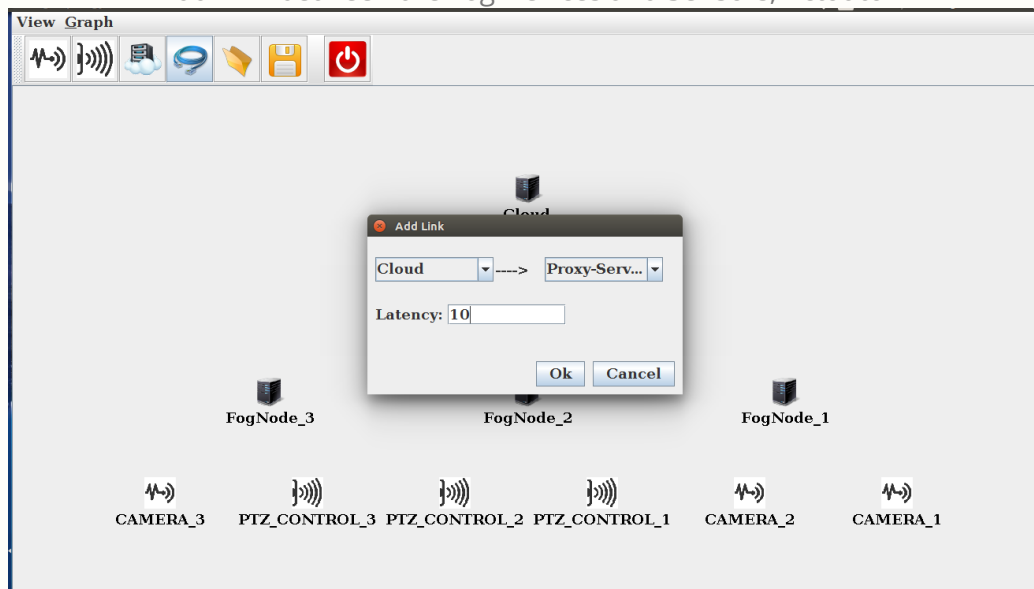 View Graph
Cloud
Add Link
Cloud ----> Proxy-Serv...
Latency: 10
Ok Cancel
FogNode_3 FogNode_2 FogNode_1
CAMERA_3 PTZ_CONTROL_3 PTZ_CONTROL_2 PTZ_CONTROL_1 CAMERA_2 CAMERA_1